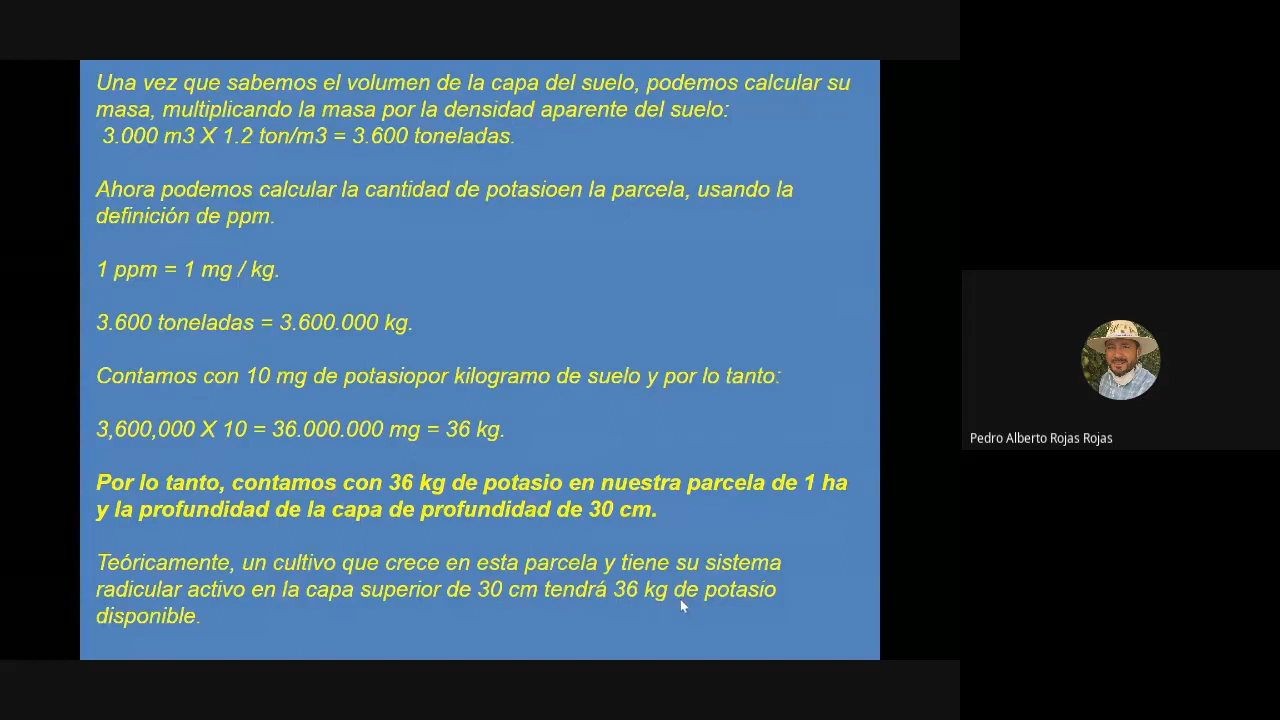 Una vez que sabemos el volumen de la capa del suelo, podemos calcular su
masa, multiplicando la masa por la densidad aparente del suelo:
3.000 m3 X 1.2 ton/m3 = 3.600 toneladas.
Ahora podemos calcular la cantidad de potasioen la parcela, usando la
definición de ppm.
1 ppm = 1 mg / kg.
3.600 toneladas = 3.600.000 kg.
Contamos con 10 mg de potasiopor kilogramo de suelo y por lo tanto:
3,600,000 X 10 = 36.000.000 mg = 36 kg.
Por lo tanto, contamos con 36 kg de potasio en nuestra parcela de 1 ha
y la profundidad de la capa de profundidad de 30 cm.
Teóricamente, un cultivo que crece en esta parcela y tiene su sistema
radicular activo en la capa superior de 30 cm tendrá 36 kg de potasio
disponible.
Pedro Alberto Rojas Rojas